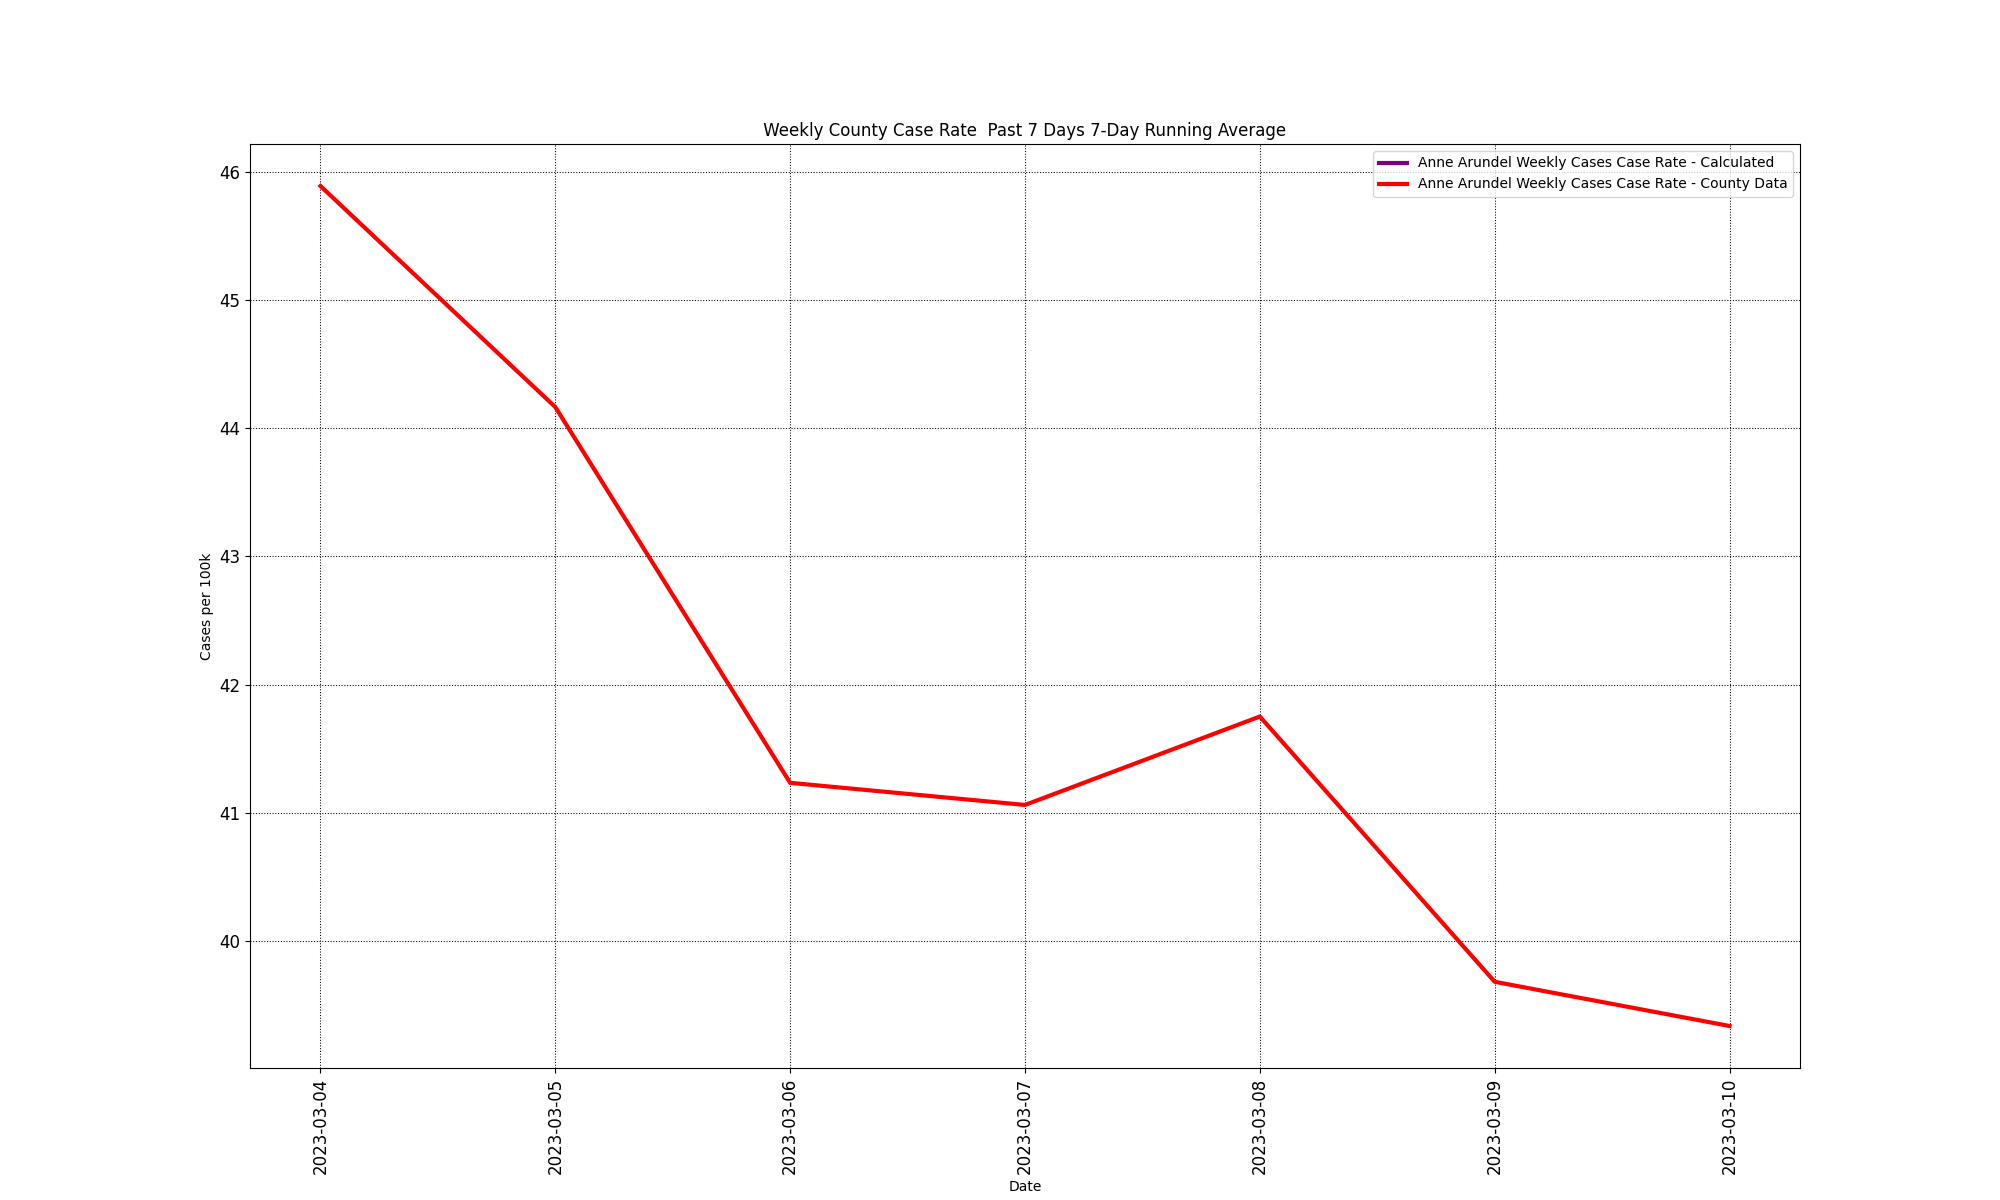 Weekly County Case Rate  Past 7 Days 7-Day Running Average
Anne Arundel Weekly Cases Case Rate - Calculated
Anne Arundel Weekly Cases Case Rate - County Data
46
45
44
43
42
41
40
Cases per 100k
2023-03-04
2023-03-05
2023-03-06
2023-03-07
2023-03-08
2023-03-09
2023-03-10
Date